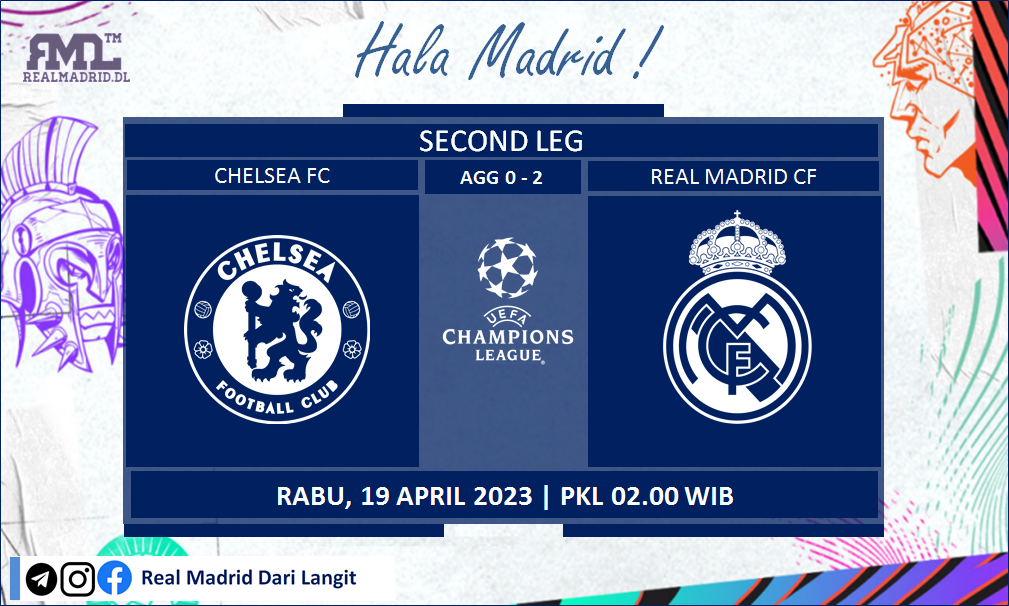 RML™
REALMADRID.DL
Hala Madrid !
SECOND LEG
CHELSEA FC
AGG 0 - 2
REAL MADRID CF
CHELSEA
FOOTBALL CLUB
UEFA
CHAMPIONS
LEAGUE®
MCF
RABU, 19 APRIL 2023 | PKL 02.00 WIB
Real Madrid Dari Langit